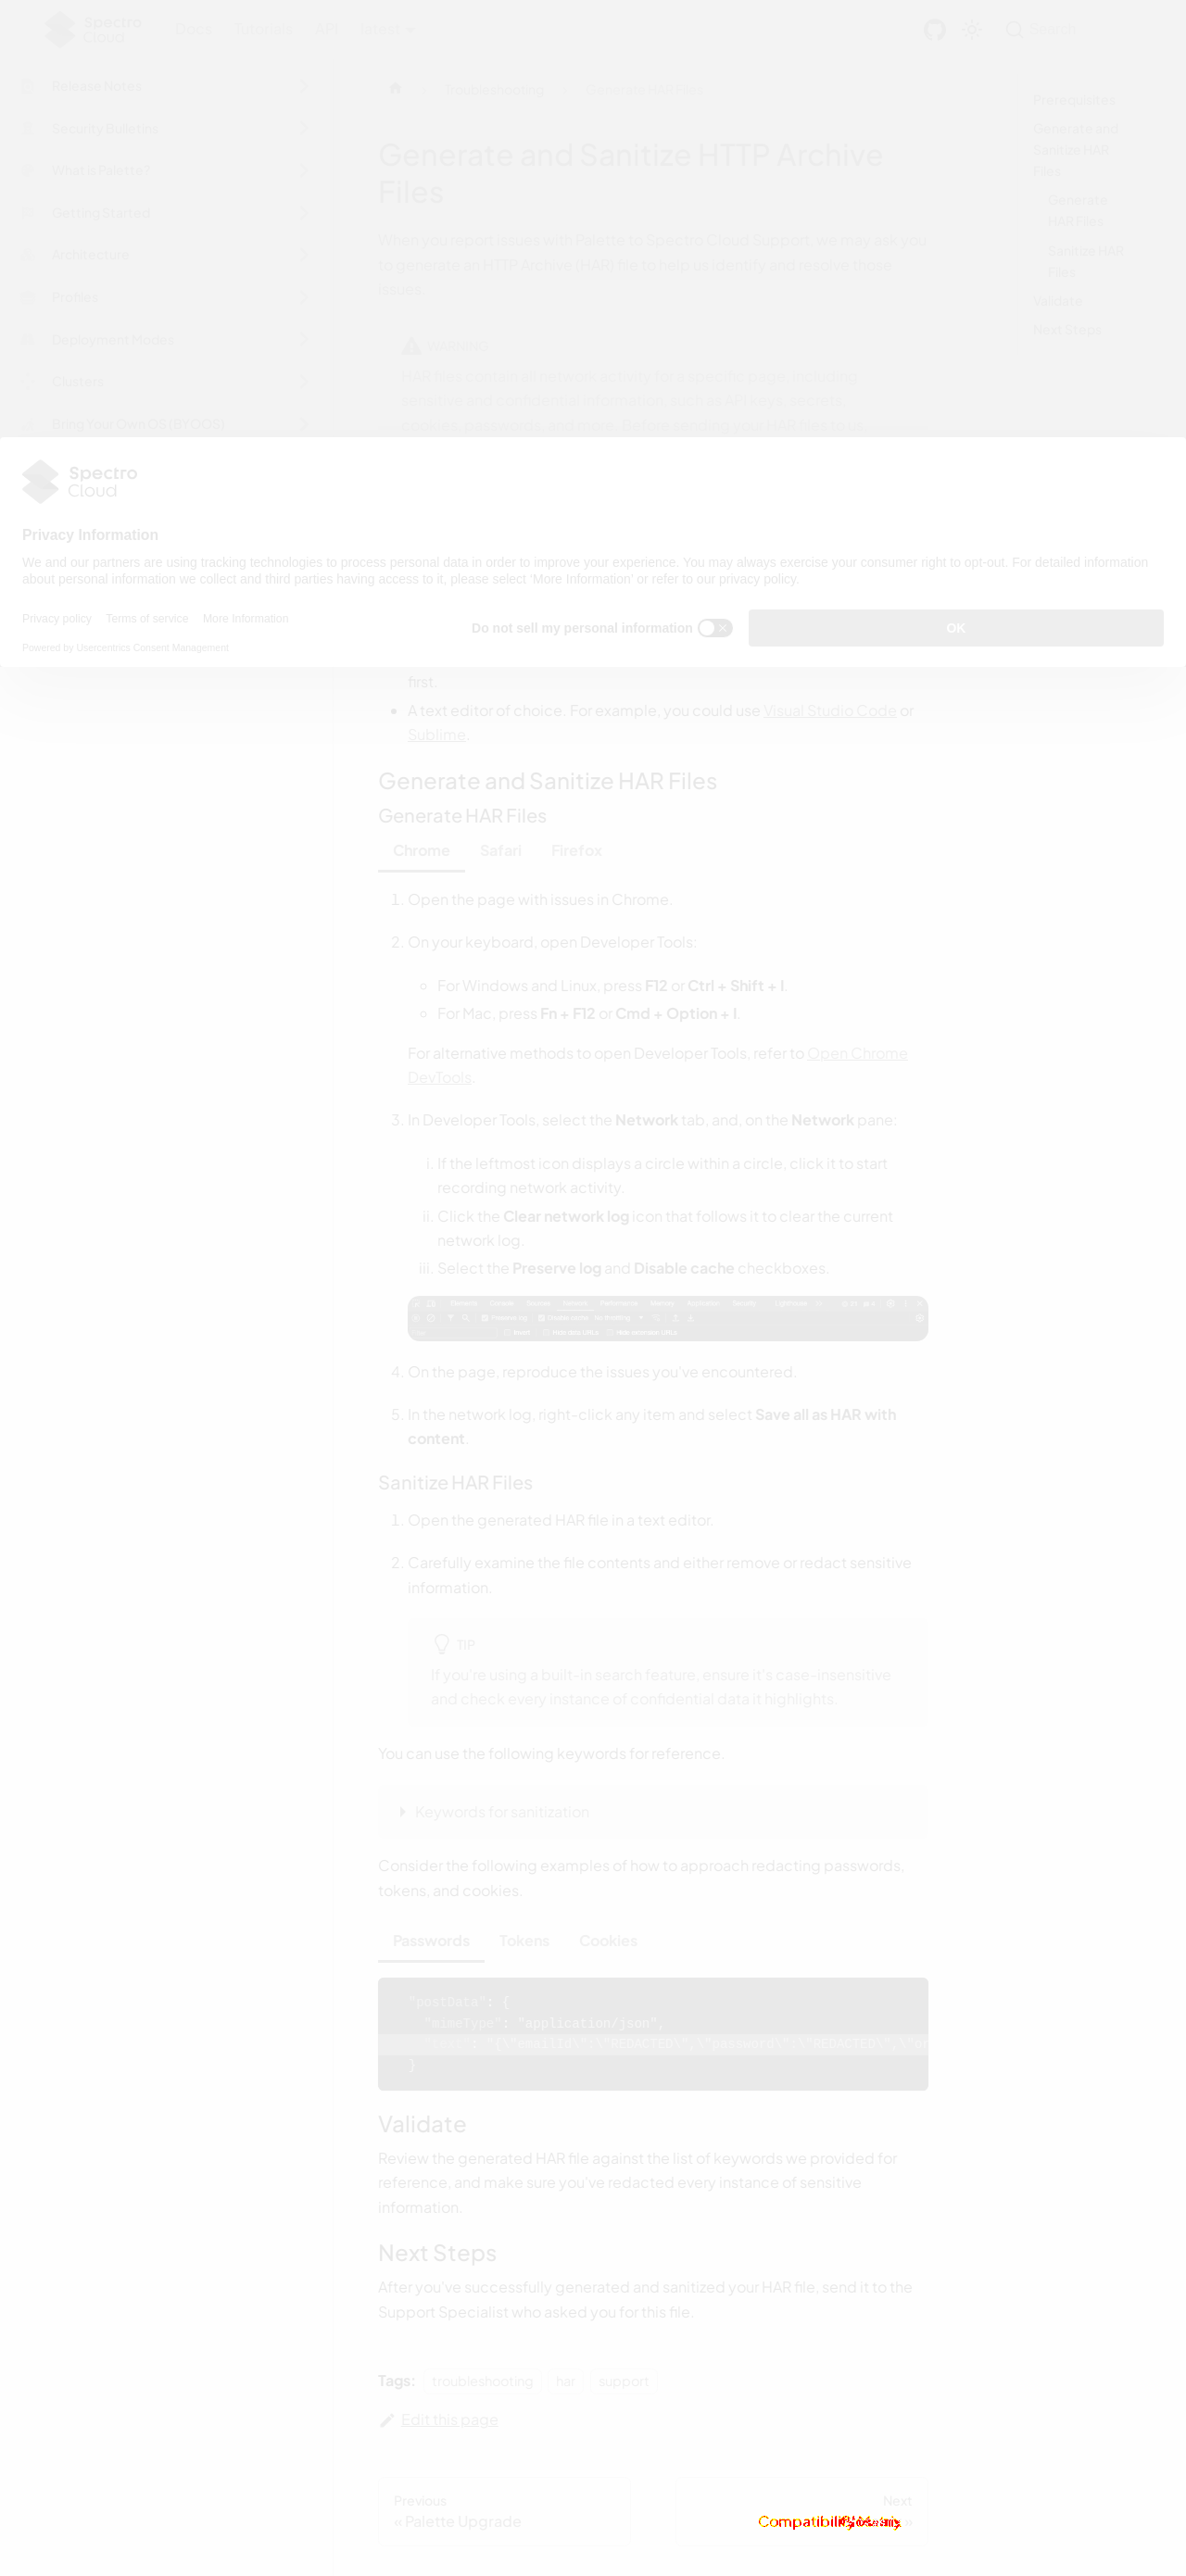 Spectro
Cloud
Docs
Tutorials
API
latest
Search
Release Notes
Security Bulletins
What is Palette?
Getting Started
Architecture
Profiles
Deployment Modes
Clusters
Bring Your Own OS (BYOOS)
Troubleshooting
Generate and Sanitize HTTP Archive
Files
When you report issues with Palette to Spectro Cloud Support, we may ask you
to generate an HTTP Archive (HAR) file to help us identify and resolve those
issues.
WARNING
HAR files contain all network activity for a specific page, including
sensitive and confidential information, such as API keys, secrets,
cookies, passwords, and more. Before sending your HAR files to us,
Prerequisites
Generate and
Sanitize HAR
Files
Generate
HAR Files
Sanitize HAR
Files
Validate
Next Steps
Spectro
Cloud
Privacy Information
We and our partners are using tracking technologies to process personal data in order to improve your experience. You may always exercise your consumer right to opt-out. For detailed information
about personal information we collect and third parties having access to it, please select 'More Information' or refer to our privacy policy.
Privacy policy Terms of service More Information
Do not sell my personal information
OK
Powered by Usercentrics Consent Management
first.
A text editor of choice. For example, you could use Visual Studio Code or
Sublime.
Generate and Sanitize HAR Files
Generate HAR Files
Chrome Safari Firefox
1. Open the page with issues in Chrome.
2. On your keyboard, open Developer Tools:
For Windows and Linux, press F12 or Ctrl + Shift + I.
For Mac, press Fn + F12 or Cmd + Option + I.
For alternative methods to open Developer Tools, refer to Open Chrome
DevTools.
3. In Developer Tools, select the Network tab, and, on the Network pane:
i. If the leftmost icon displays a circle within a circle, click it to start
recording network activity.
ii. Click the Clear network log icon that follows it to clear the current
network log.
iii. Select the Preserve log and Disable cache checkboxes.
4. On the page, reproduce the issues you've encountered.
5. In the network log, right-click any item and select Save all as HAR with
content.
Sanitize HAR Files
1. Open the generated HAR file in a text editor.
2. Carefully examine the file contents and either remove or redact sensitive
information.
TIP
If you're using a built-in search feature, ensure it's case-insensitive
and check every instance of confidential data it highlights.
You can use the following keywords for reference.
Keywords for sanitization
Consider the following examples of how to approach redacting passwords,
tokens, and cookies.
Passwords Tokens Cookies
"postData": {
"mimeType": "application/json",
"text": "{\"emailId\":\"REDACTED\",\"password\":\"REDACTED\",\"or
}
Validate
Review the generated HAR file against the list of keywords we provided for
reference, and make sure you've redacted every instance of sensitive
information.
Next Steps
After you've successfully generated and sanitized your HAR file, send it to the
Support Specialist who asked you for this file.
Tags: troubleshooting har support
Edit this page
Previous
« Palette Upgrade
Next